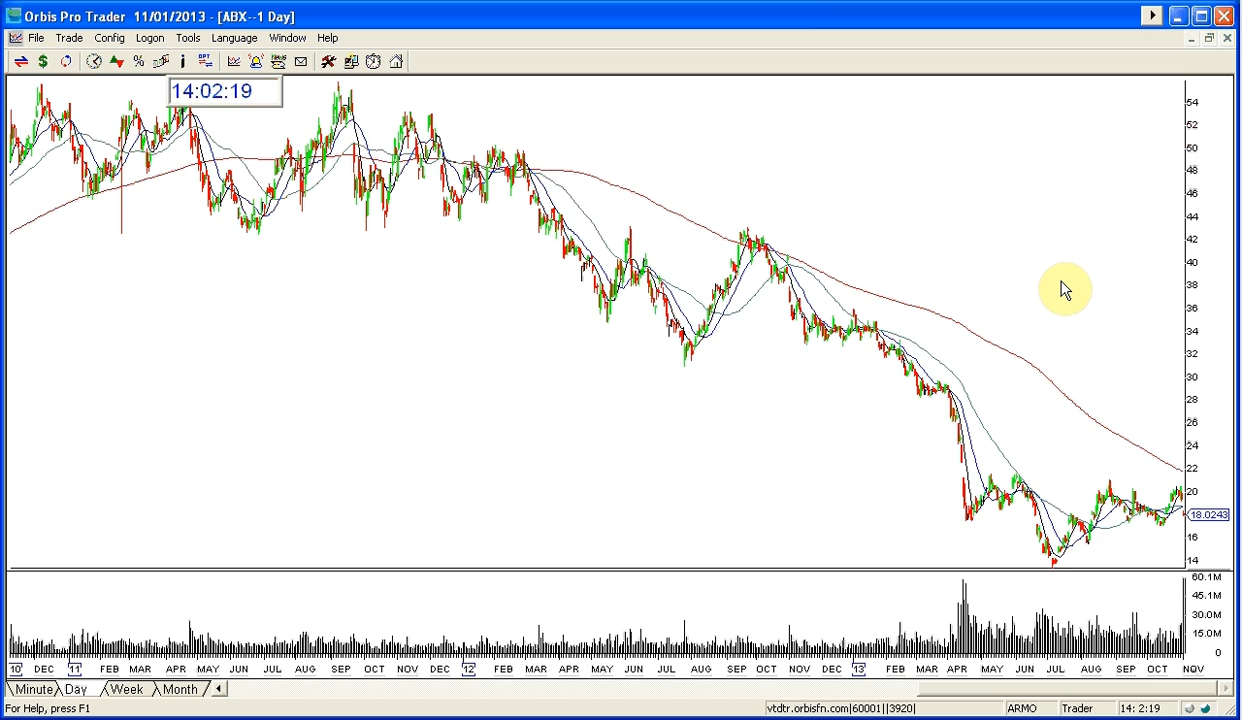 Orbis Pro Trader 11/01/2013 - [ABX--1 Day]
File Trade Config Logon Tools Language Window Help
14:02:19
54
52
50
48
46
44
42
40
38
36
34
32
30
28
26
24
22
20
18.0243
16
14
60.1M
45.1M
30.0M
15.0M
0
10 DEC 11 FEB MAR APR MAY JUN JUL AUG SEP OCT NOV DEC 12 FEB MAR APR MAY JUN JUL AUG SEP OCT NOV DEC 13 FEB MAR APR MAY JUN JUL AUG SEP OCT NOV
Minute Day Week Month
For Help, press F1 vtdtr.orbisfn.com|60001||3920| ARMO Trader 14: 2:19